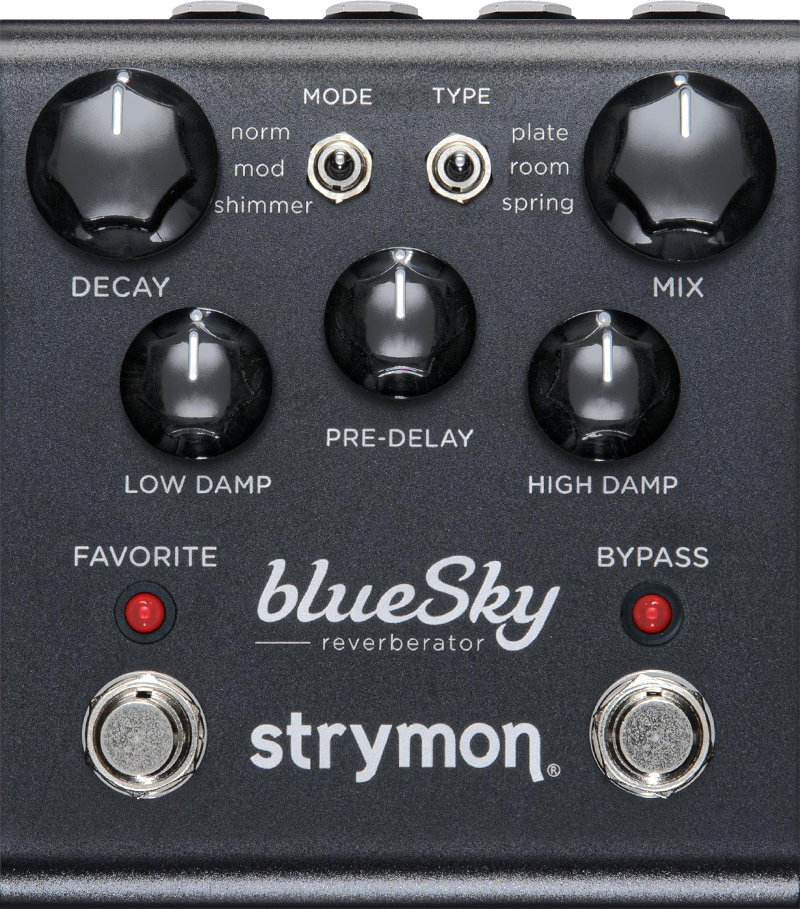 MODE
TYPE
norm
mod
shimmer
plate
room
spring
DECAY
MIX
PRE-DELAY
LOW DAMP
HIGH DAMP
FAVORITE
BYPASS
blueSky
reverberator
strymon®